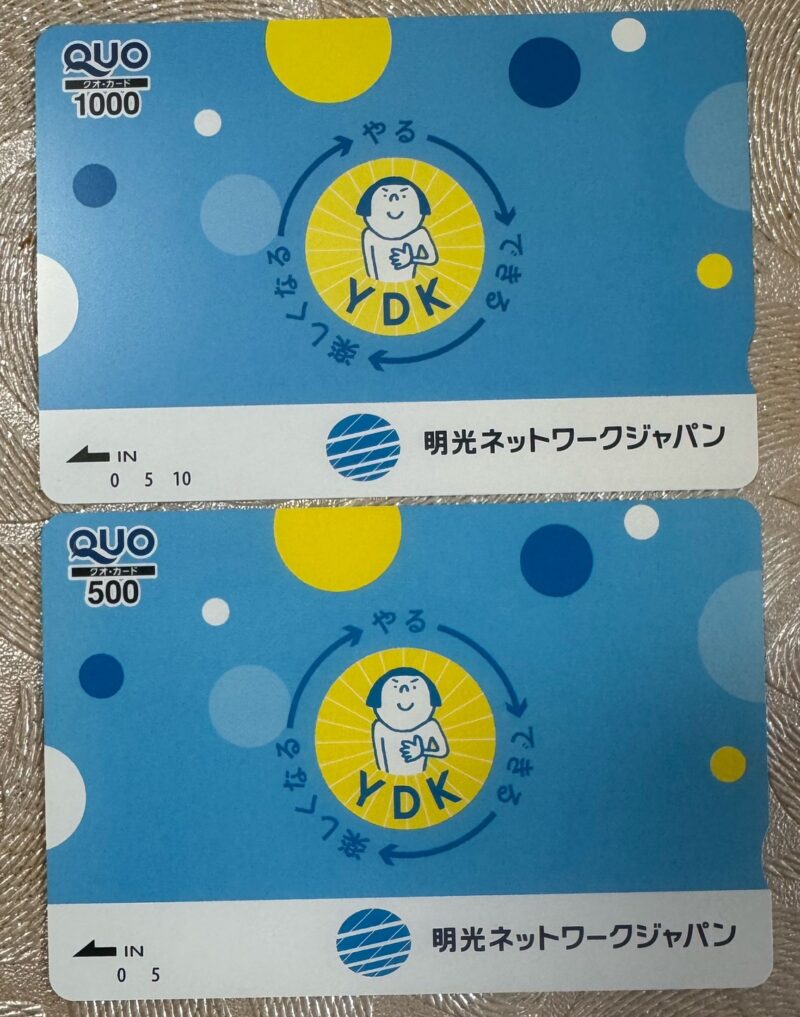 QUO
クオ・カード
1000
やる
できる
楽しくなる
YDK
IN
0 5 10
明光ネットワークジャパン
QUO
クオ・カード
500
やる
できる
楽しくなる
YDK
IN
0 5
明光ネットワークジャパン